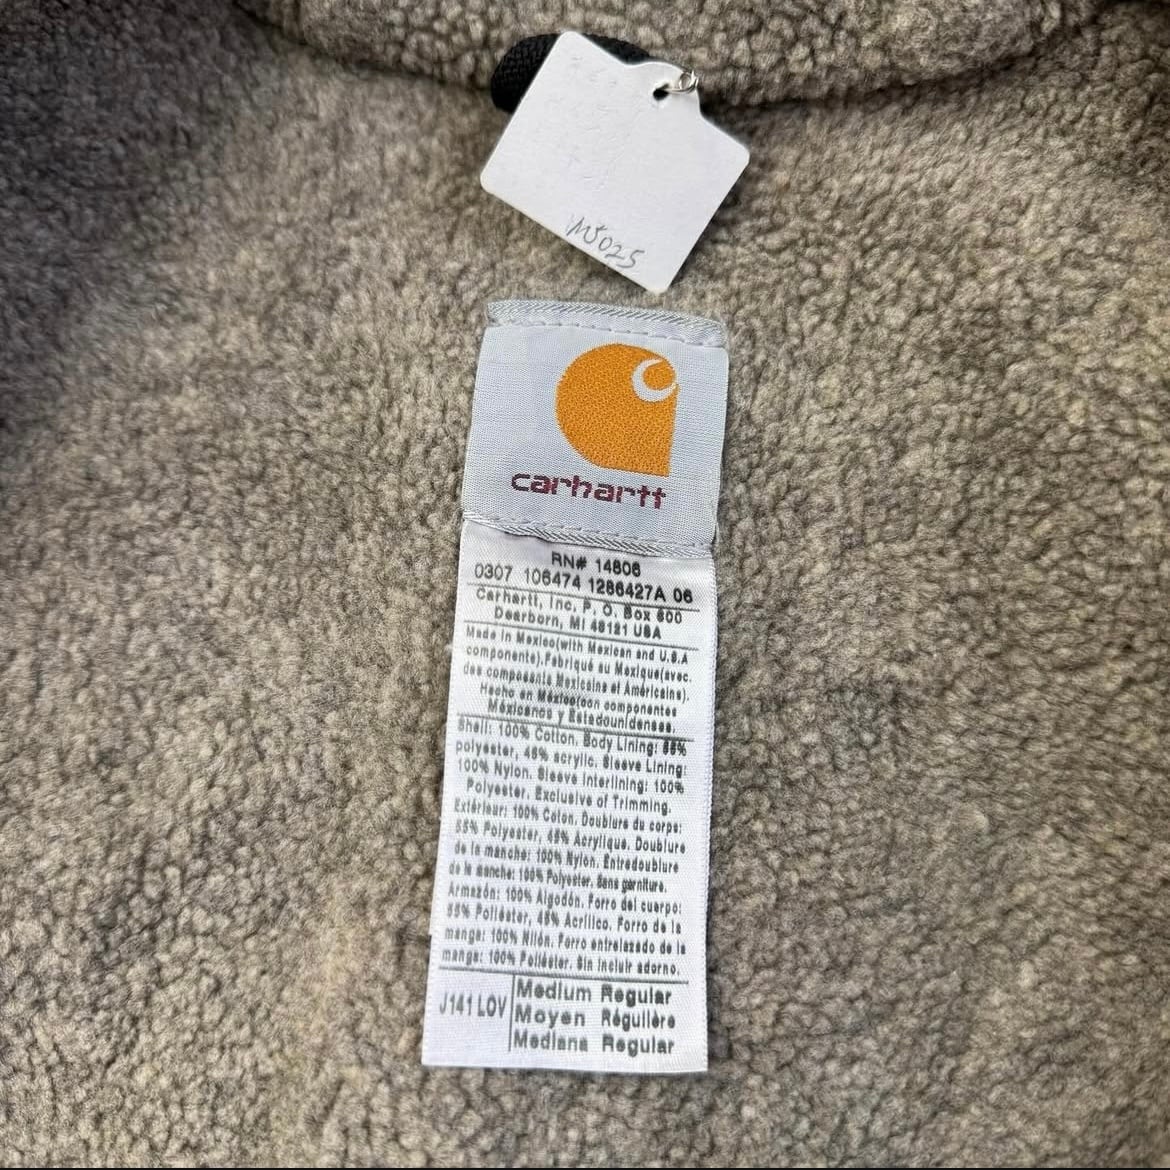 MJ025
carhartt
RN# 14806
0307 106474 1286427A 06
Carhartt, Inc, P. O. Box 600
Dearborn, MI 48121 USA
Made in Mexico(with Mexican and U.S.A
components).Fabriqué au Mexique(avec.
des composants Mexicains et Américains).
Hecho en México(con componentes
Méxicanos y Estadounidenses.
Shell: 100% Cotton. Body Lining: 55%
polyester, 45% acrylic. Sleeve Lining:
100% Nylon. Sleeve Interlining: 100%
Polyester. Exclusive of Trimming.
Extérieur: 100% Coton. Doublure du corps:
55% Polyester, 45% Acrylique. Doublure
de la manche: 100% Nylon. Entredoublure
de la manche: 100% Polyester. Sans garniture.
Armazón: 100% Algodón. Forro del cuerpo:
55% Poliéster, 45% Acrílico. Forro de la
manga: 100% Nilón. Forro entrelazado de la
manga: 100% Poliéster. Sin incluir adorno.
J141 LOV
Medium Regular
Moyen Régulière
Mediana Regular